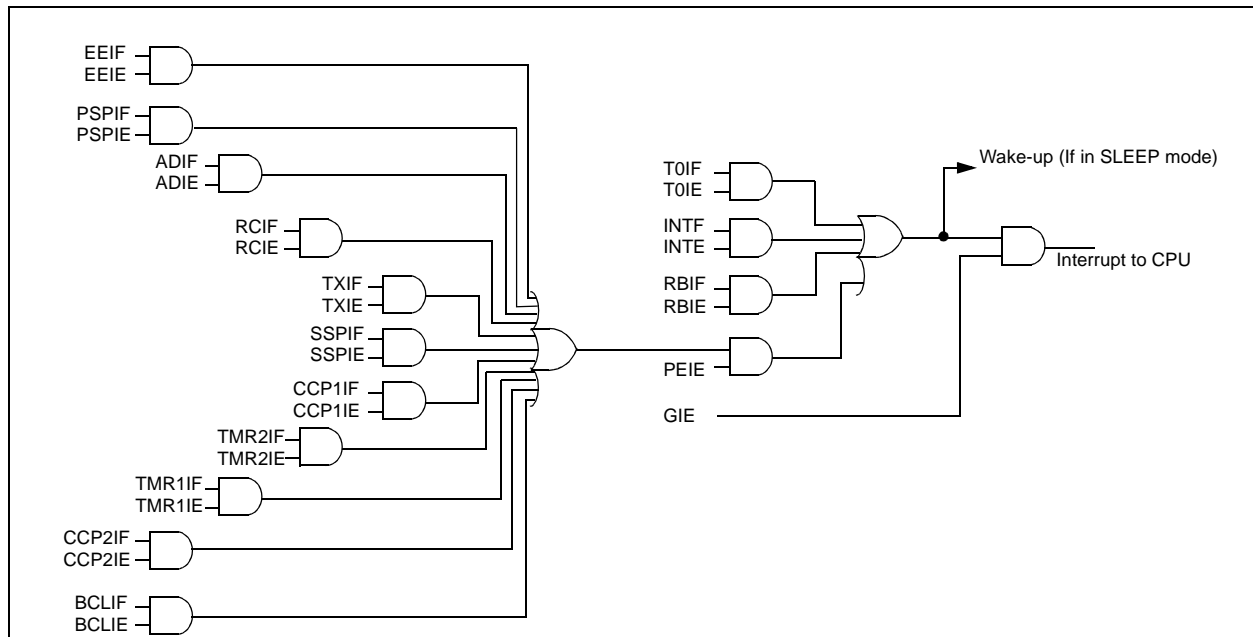 EEIF
EEIE
PSPIF
PSPIE
ADIF
ADIE
RCIF
RCIE
TXIF
TXIE
SSPIF
SSPIE
CCP1IF
CCP1IE
TMR2IF
TMR2IE
TMR1IF
TMR1IE
CCP2IF
CCP2IE
BCLIF
BCLIE
T0IF
T0IE
INTF
INTE
RBIF
RBIE
PEIE
GIE
Wake-up (If in SLEEP mode)
Interrupt to CPU